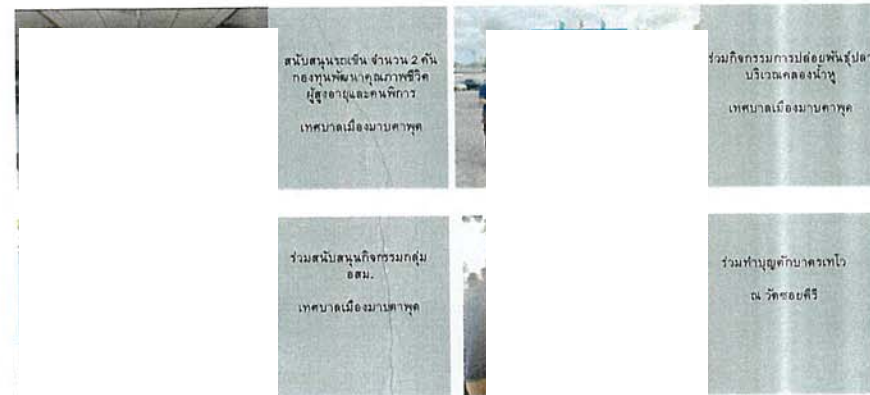 สนับสนุนรถเข็น จำนวน 2 คัน
กองทุนพัฒนาคุณภาพชีวิต
ผู้สูงอายุและคนพิการ
เทศบาลเมืองมาบตาพุด
ร่วมกิจกรรมการปล่อยพันธุ์ปลา
บริเวณคลองน้ำหู
เทศบาลเมืองมาบตาพุด
ร่วมสนับสนุนกิจกรรมกลุ่ม
อสม.
เทศบาลเมืองมาบตาพุด
ร่วมทำบุญตักบาตรเทโว
ณ วัดซอยคีรี